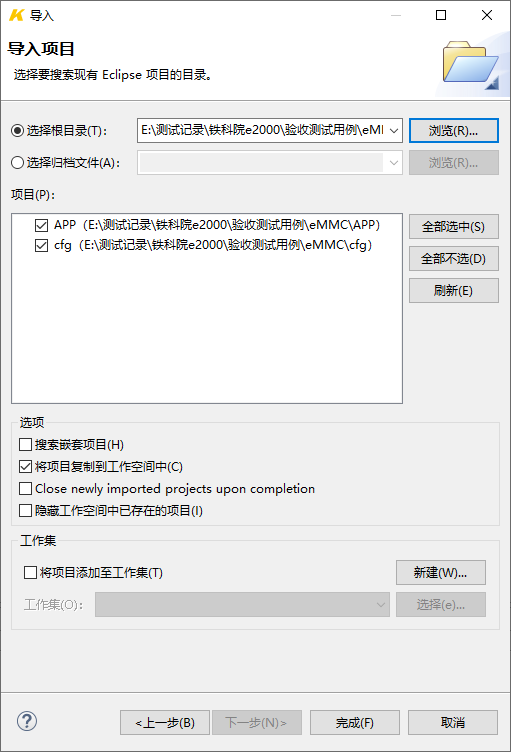 导入
导入项目
选择要搜索现有 Eclipse 项目的目录。
选择根目录(T)： E:\测试记录\铁科院e2000\验收测试用例\eMI 浏览(R)...
选择归档文件(A)： 浏览(R)...
项目(P)：
APP（E:\测试记录\铁科院e2000\验收测试用例\eMMC\APP） 全部选中(S)
cfg（E:\测试记录\铁科院e2000\验收测试用例\eMMC\cfg） 全部不选(D)
刷新(E)
选项
搜索嵌套项目(H)
将项目复制到工作空间中(C)
Close newly imported projects upon completion
隐藏工作空间中已存在的项目(I)
工作集
将项目添加至工作集(T) 新建(W)...
工作集(O)： 选择(e)...
<上一步(B) 下一步(N)> 完成(F) 取消